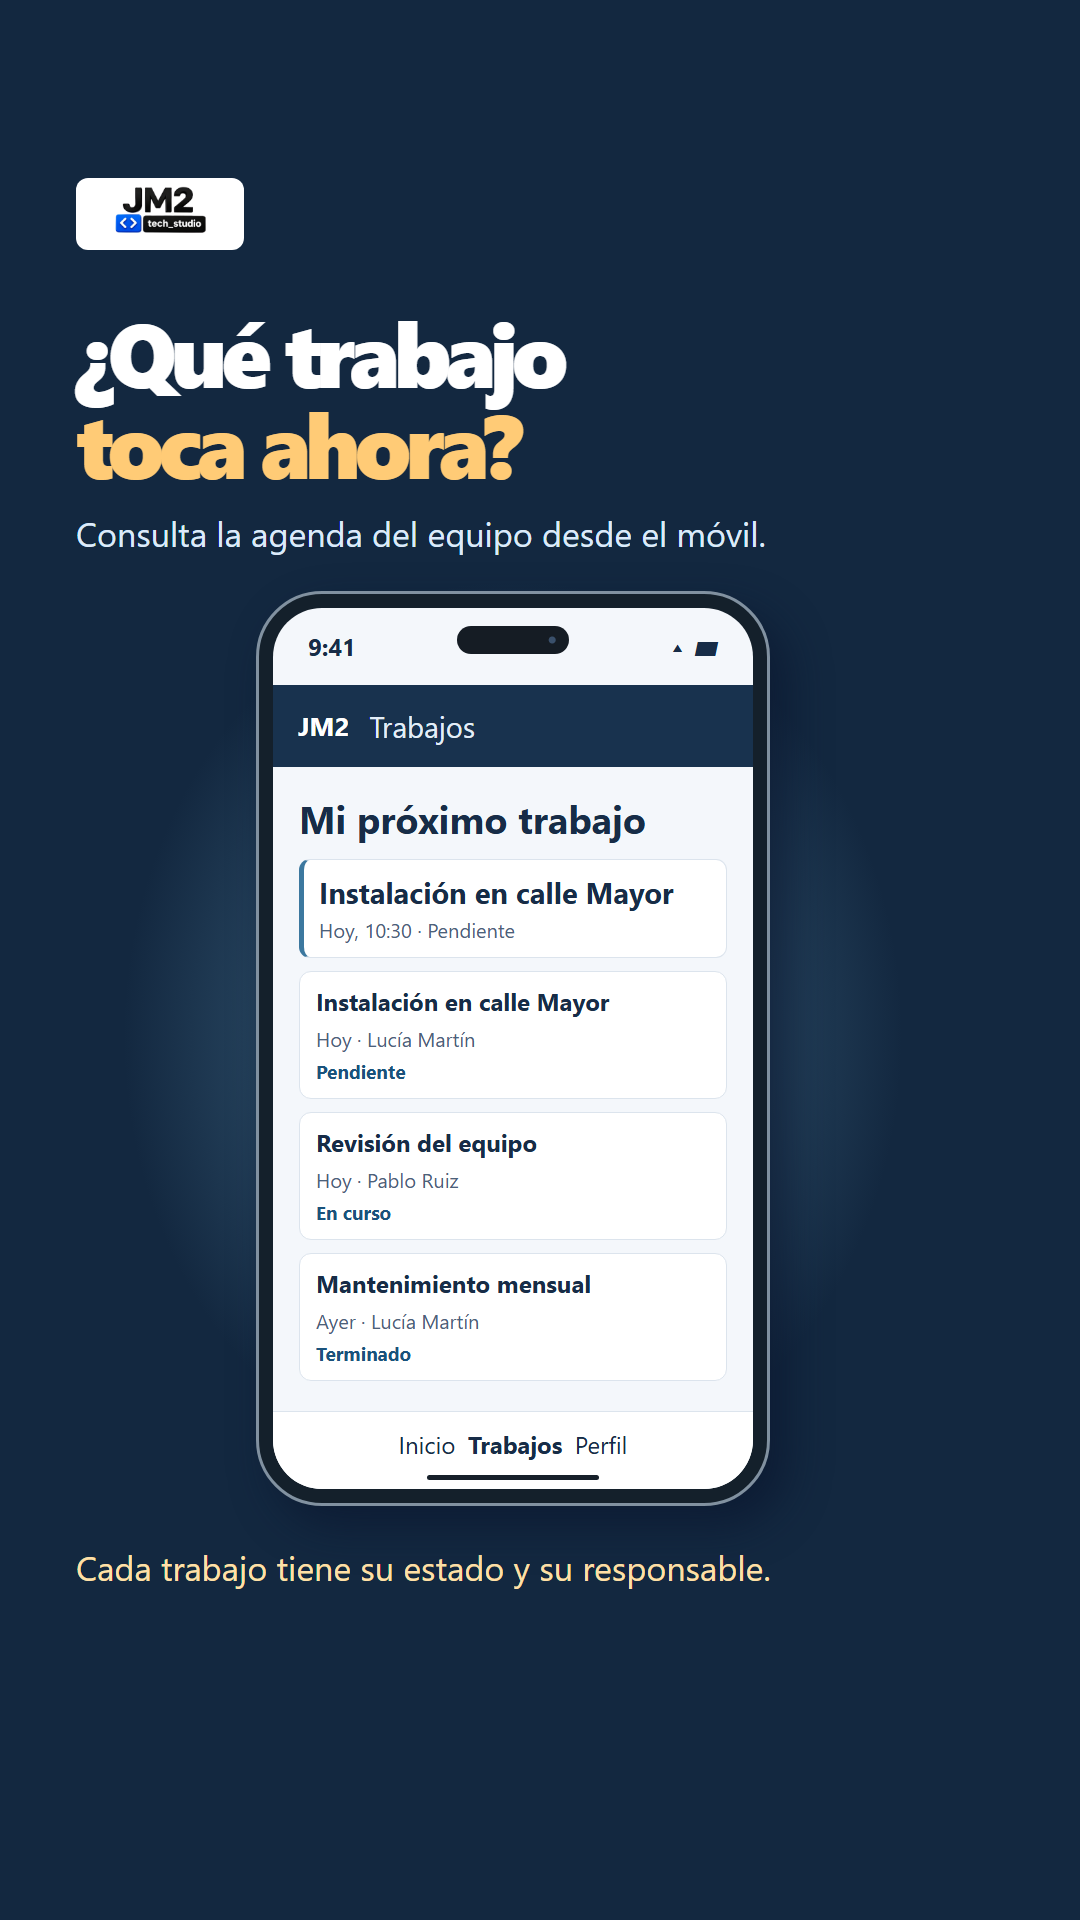 JM2
<> tech_studio
¿Qué trabajo
toca ahora?
Consulta la agenda del equipo desde el móvil.
9:41
JM2 Trabajos
Mi próximo trabajo
Instalación en calle Mayor
Hoy, 10:30 · Pendiente
Instalación en calle Mayor
Hoy · Lucía Martín
Pendiente
Revisión del equipo
Hoy · Pablo Ruiz
En curso
Mantenimiento mensual
Ayer · Lucía Martín
Terminado
Inicio Trabajos Perfil
Cada trabajo tiene su estado y su responsable.